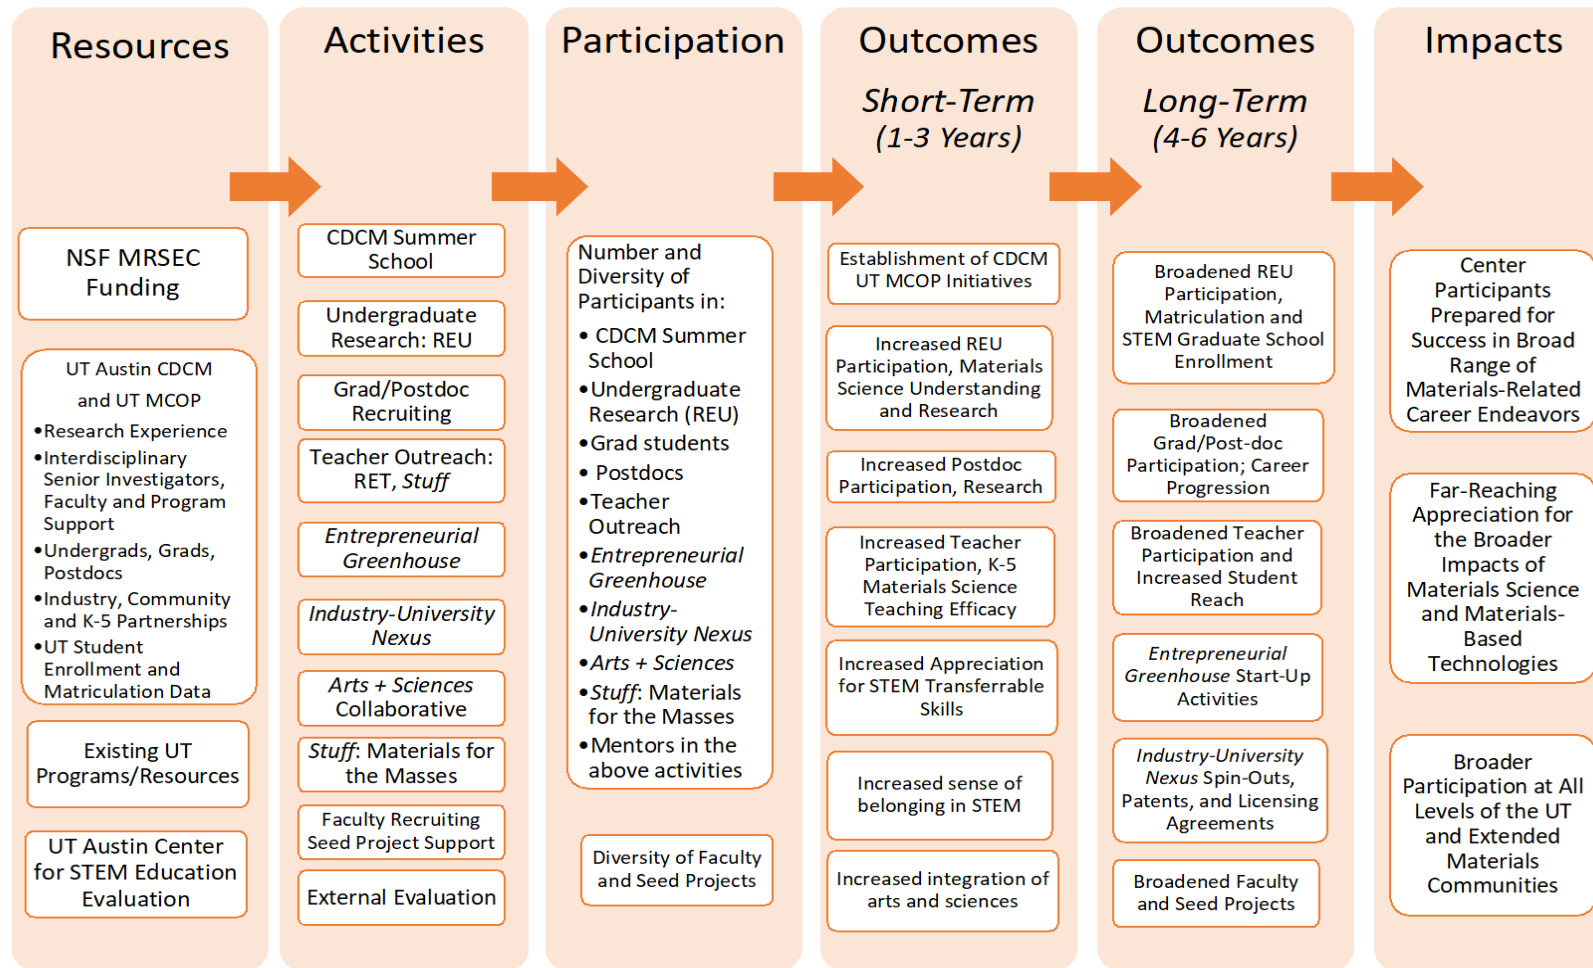 Resources
NSF MRSEC
Funding
UT Austin CDCM
and UT MCOP
•Research Experience
•Interdisciplinary
Senior Investigators,
Faculty and Program
Support
•Undergrads, Grads,
Postdocs
•Industry, Community
and K-5 Partnerships
•UT Student
Enrollment and
Matriculation Data
Existing UT
Programs/Resources
UT Austin Center
for STEM Education
Evaluation
Activities
CDCM Summer
School
Undergraduate
Research: REU
Grad/Postdoc
Recruiting
Teacher Outreach:
RET, Stuff
Entrepreneurial
Greenhouse
Industry-University
Nexus
Arts + Sciences
Collaborative
Stuff: Materials for
the Masses
Faculty Recruiting
Seed Project Support
External Evaluation
Participation
Number and
Diversity of
Participants in:
• CDCM Summer
School
•Undergraduate
Research (REU)
•Grad students
• Postdocs
•Teacher
Outreach
•Entrepreneurial
Greenhouse
•Industry-
University Nexus
•Arts + Sciences
•Stuff: Materials
for the Masses
•Mentors in the
above activities
Diversity of Faculty
and Seed Projects
Outcomes
Short-Term
(1-3 Years)
Establishment of CDCM
UT MCOP Initiatives
Increased REU
Participation, Materials
Science Understanding
and Research
Increased Postdoc
Participation, Research
Increased Teacher
Participation, K-5
Materials Science
Teaching Efficacy
Increased Appreciation
for STEM Transferrable
Skills
Increased sense of
belonging in STEM
Increased integration of
arts and sciences
Outcomes
Long-Term
(4-6 Years)
Broadened REU
Participation,
Matriculation and
STEM Graduate School
Enrollment
Broadened
Grad/Post-doc
Participation; Career
Progression
Broadened Teacher
Participation and
Increased Student
Reach
Entrepreneurial
Greenhouse Start-Up
Activities
Industry-University
Nexus Spin-Outs,
Patents, and Licensing
Agreements
Broadened Faculty
and Seed Projects
Impacts
Center
Participants
Prepared for
Success in Broad
Range of
Materials-Related
Career Endeavors
Far-Reaching
Appreciation for
the Broader
Impacts of
Materials Science
and Materials-
Based
Technologies
Broader
Participation at All
Levels of the UT
and Extended
Materials
Communities